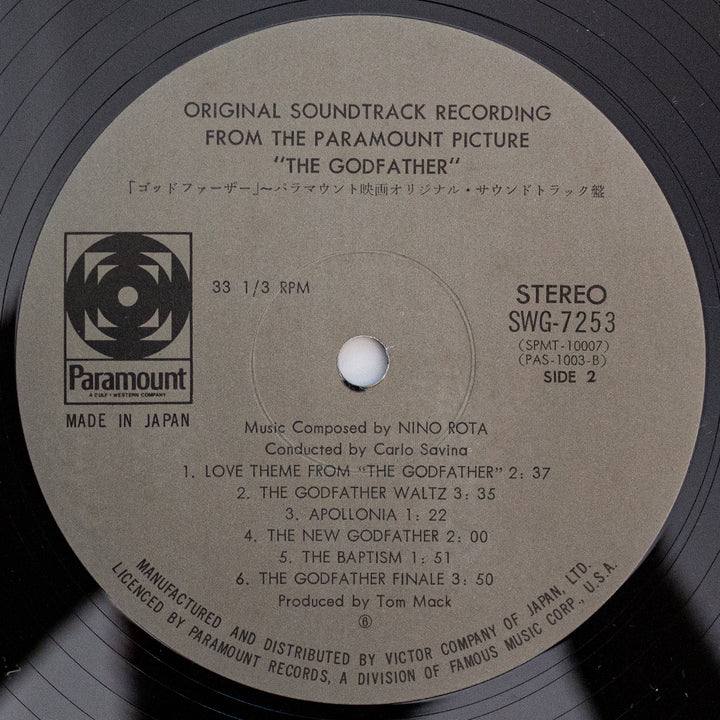 ORIGINAL SOUNDTRACK RECORDING
FROM THE PARAMOUNT PICTURE
"THE GODFATHER"
「ゴッドファーザー」～パラマウント映画オリジナル・サウンドトラック盤
33 1/3 RPM
STEREO
SWG-7253
(SPMT-10007)
(PAS-1003-B)
SIDE 2
Paramount
A GULF+WESTERN COMPANY
MADE IN JAPAN
Music Composed by NINO ROTA
Conducted by Carlo Savina
1. LOVE THEME FROM "THE GODFATHER" 2: 37
2. THE GODFATHER WALTZ 3: 35
3. APOLLONIA 1: 22
4. THE NEW GODFATHER 2: 00
5. THE BAPTISM 1: 51
6. THE GODFATHER FINALE 3: 50
Produced by Tom Mack
⑥
MANUFACTURED AND DISTRIBUTED BY VICTOR COMPANY OF JAPAN, LTD.
LICENCED BY PARAMOUNT RECORDS, A DIVISION OF FAMOUS MUSIC CORP., U.S.A.